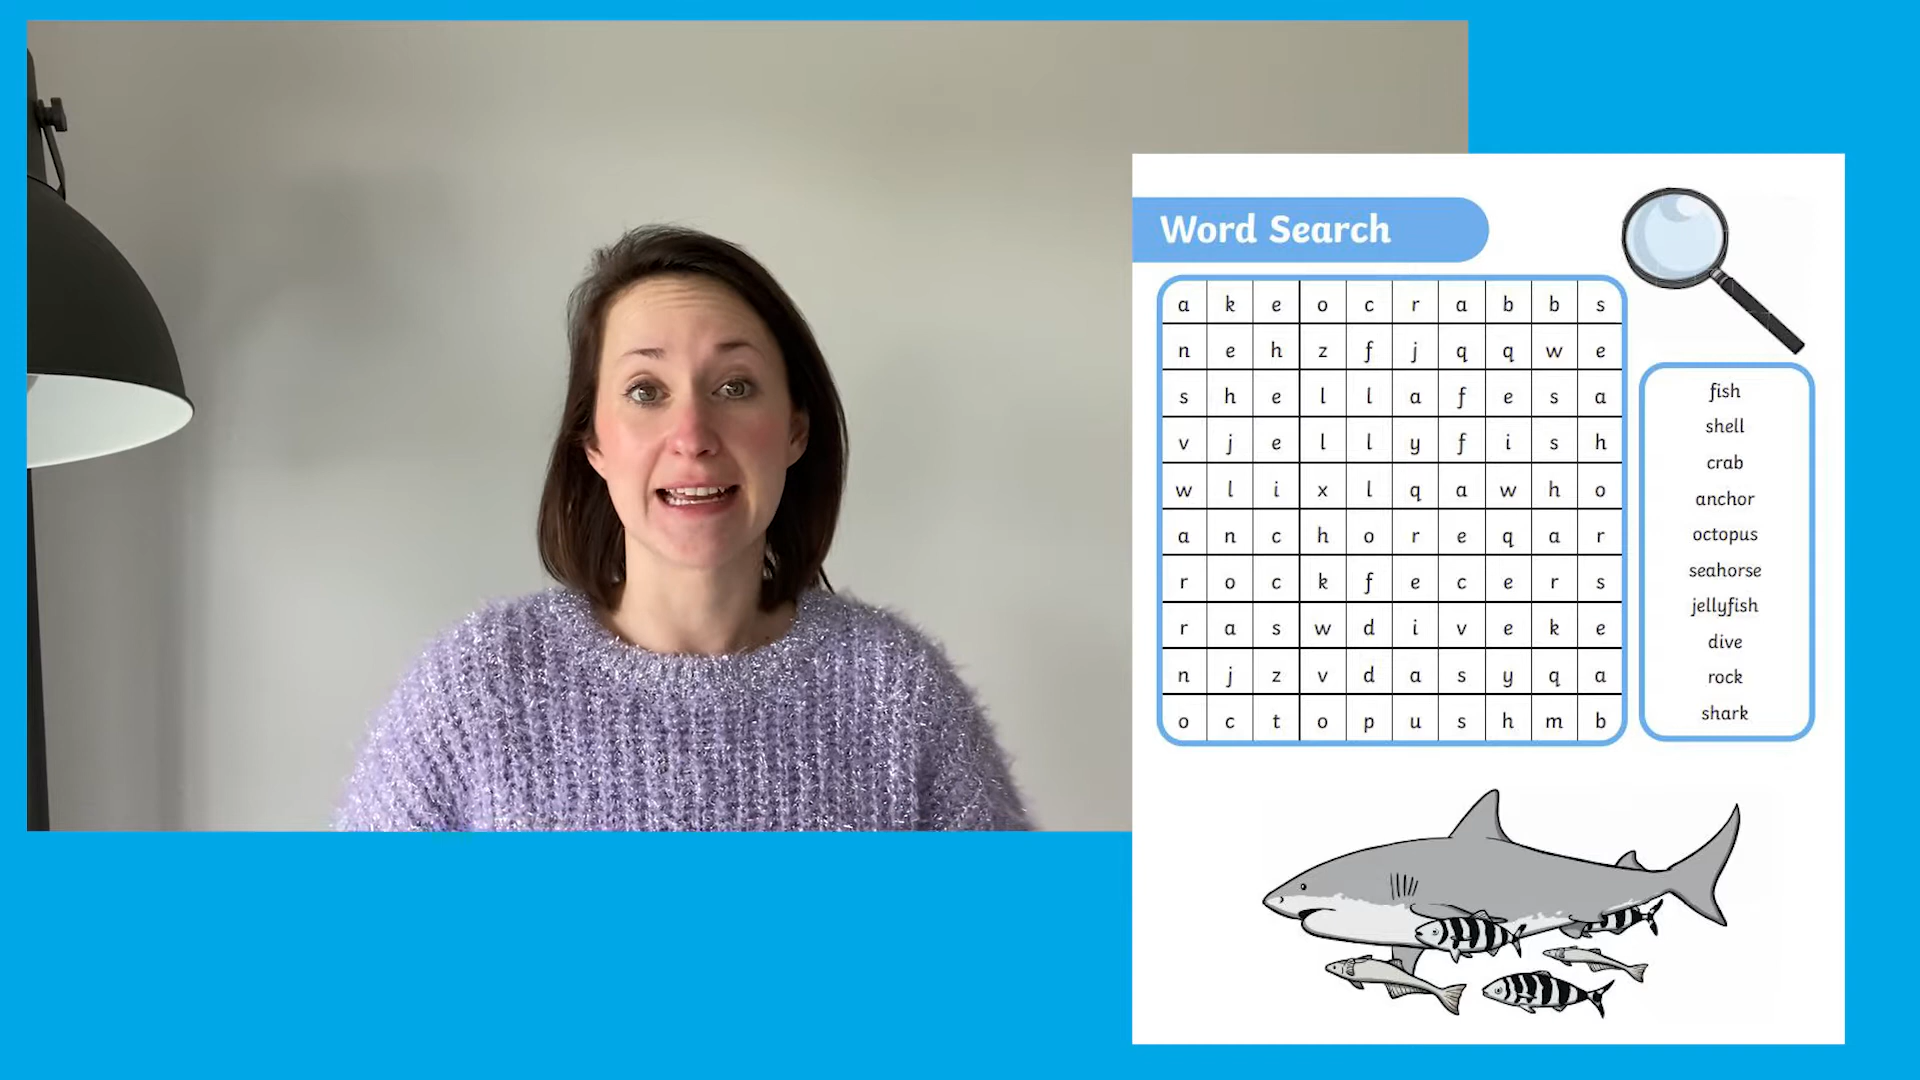 Word Search
a k e o c r a b b s
n e h z f j q q w e
s h e l l a f e s a
v j e l l y f i s h
w l i x l q a w h o
a n c h o r e q a r
r o c k f e c e r s
r a s w d i v e k e
n j z v d a s y q a
o c t o p u s h m b
fish
shell
crab
anchor
octopus
seahorse
jellyfish
dive
rock
shark